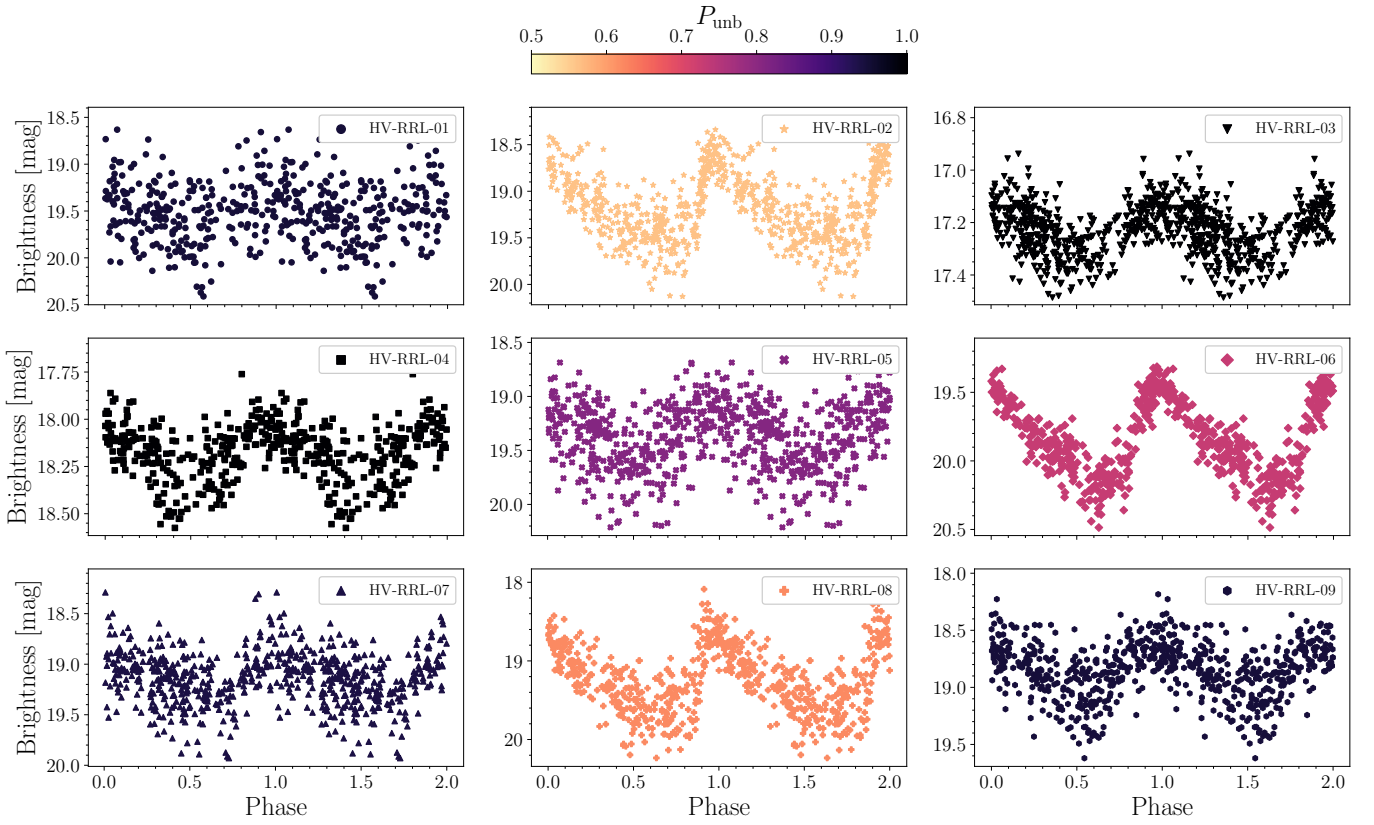 P_unb
0.5 0.6 0.7 0.8 0.9 1.0
Brightness [mag]
18.5
19.0
19.5
20.0
20.5
HV-RRL-01
18.5
19.0
19.5
20.0
HV-RRL-02
16.8
17.0
17.2
17.4
HV-RRL-03
Brightness [mag]
17.75
18.00
18.25
18.50
HV-RRL-04
18.5
19.0
19.5
20.0
HV-RRL-05
19.5
20.0
20.5
HV-RRL-06
Brightness [mag]
18.5
19.0
19.5
20.0
HV-RRL-07
0.0 0.5 1.0 1.5 2.0
Phase
18
19
20
HV-RRL-08
0.0 0.5 1.0 1.5 2.0
Phase
18.0
18.5
19.0
19.5
HV-RRL-09
0.0 0.5 1.0 1.5 2.0
Phase